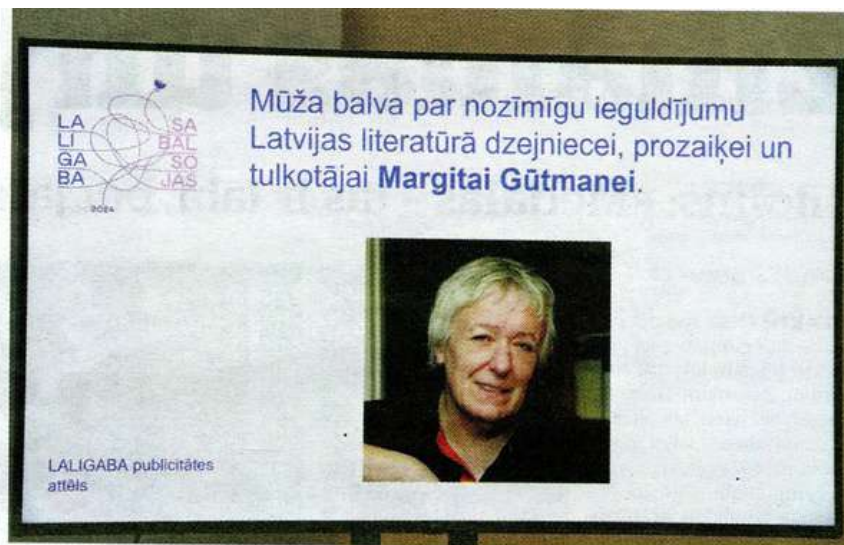 LA
LI
GA
BA
SA
BAL
SO
JAS
2024
Mūža balva par nozīmīgu ieguldījumu
Latvijas literatūrā dzejniecei, prozaiķei un
tulkotājai Margitai Gūtmanei.
LALIGABA publicitātes
attēls